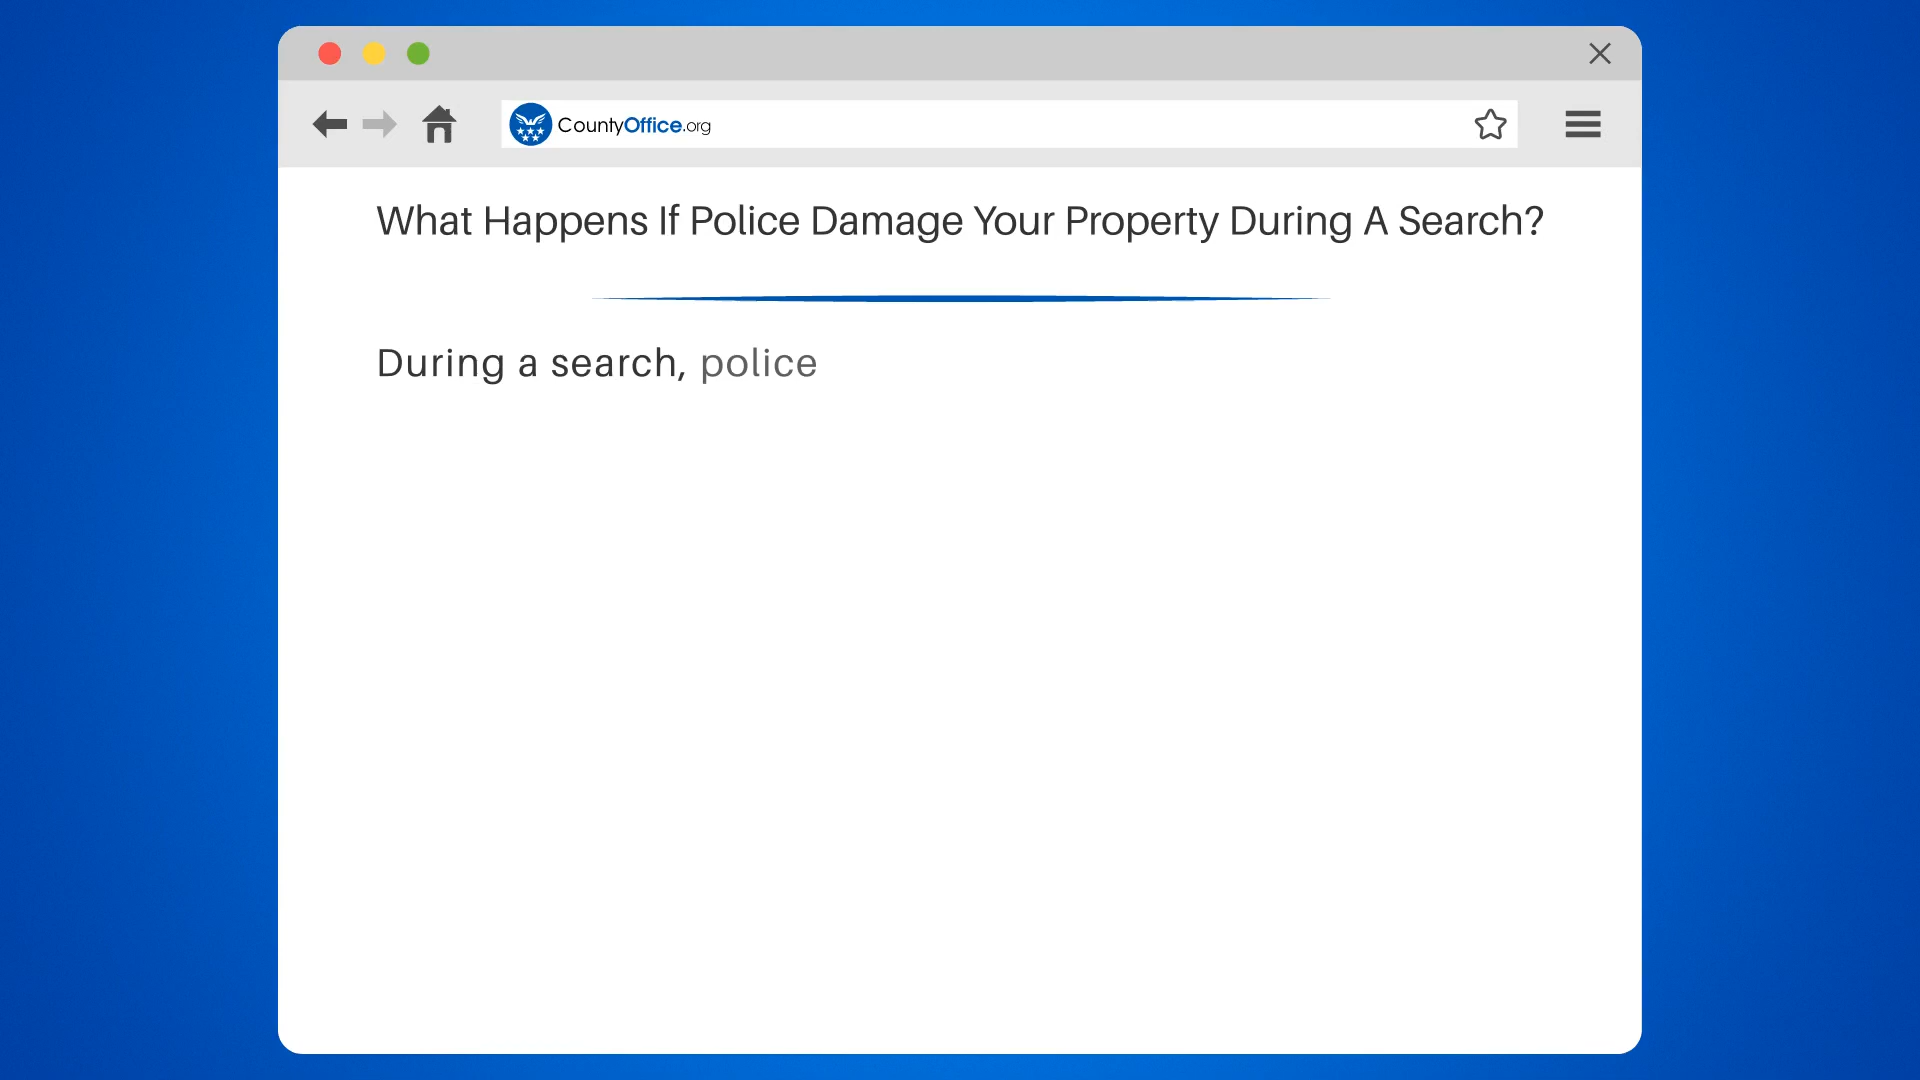 CountyOffice.org
What Happens If Police Damage Your Property During A Search?
During a search, police